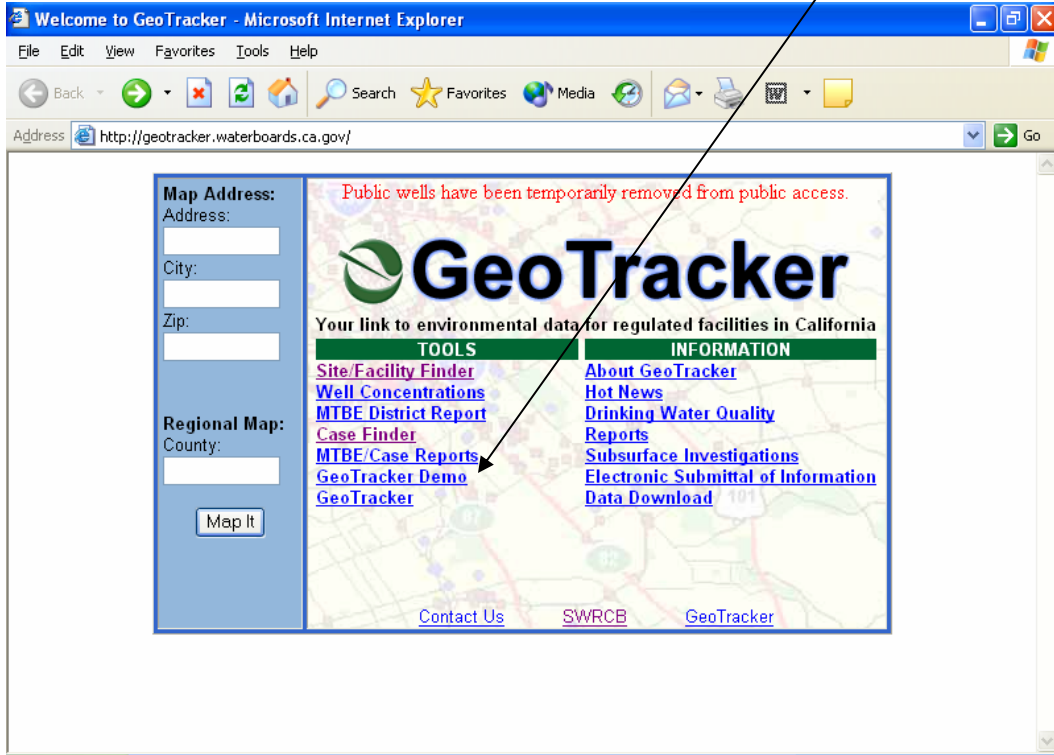 Welcome to GeoTracker - Microsoft Internet Explorer
File Edit View Favorites Tools Help
Back Search Favorites Media
Address http://geotracker.waterboards.ca.gov/ Go
Public wells have been temporarily removed from public access.
Map Address:
Address:
City:
Zip:
Regional Map:
County:
Map It
GeoTracker
Your link to environmental data for regulated facilities in California
TOOLS
Site/Facility Finder
Well Concentrations
MTBE District Report
Case Finder
MTBE/Case Reports
GeoTracker Demo
GeoTracker
INFORMATION
About GeoTracker
Hot News
Drinking Water Quality
Reports
Subsurface Investigations
Electronic Submittal of Information
Data Download
101
Contact Us SWRCB GeoTracker